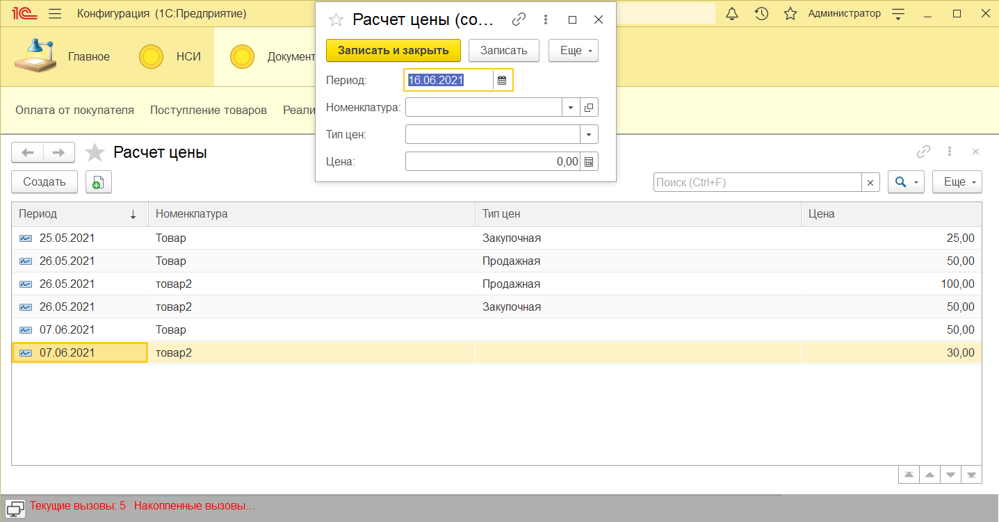 1С Конфигурация (1С:Предприятие)
Администратор
Главное
НСИ
Документ
Оплата от покупателя Поступление товаров Реали
Расчет цены (со...
Записать и закрыть Записать Еще
Период: 16.06.2021
Номенклатура:
Тип цен:
Цена: 0,00
Расчет цены
Создать
Поиск (Ctrl+F)
Еще
Период Номенклатура Тип цен Цена
25.05.2021 Товар Закупочная 25,00
26.05.2021 Товар Продажная 50,00
26.05.2021 товар2 Продажная 100,00
26.05.2021 товар2 Закупочная 50,00
07.06.2021 Товар 50,00
07.06.2021 товар2 30,00
Текущие вызовы: 5 Накопленные вызовы...